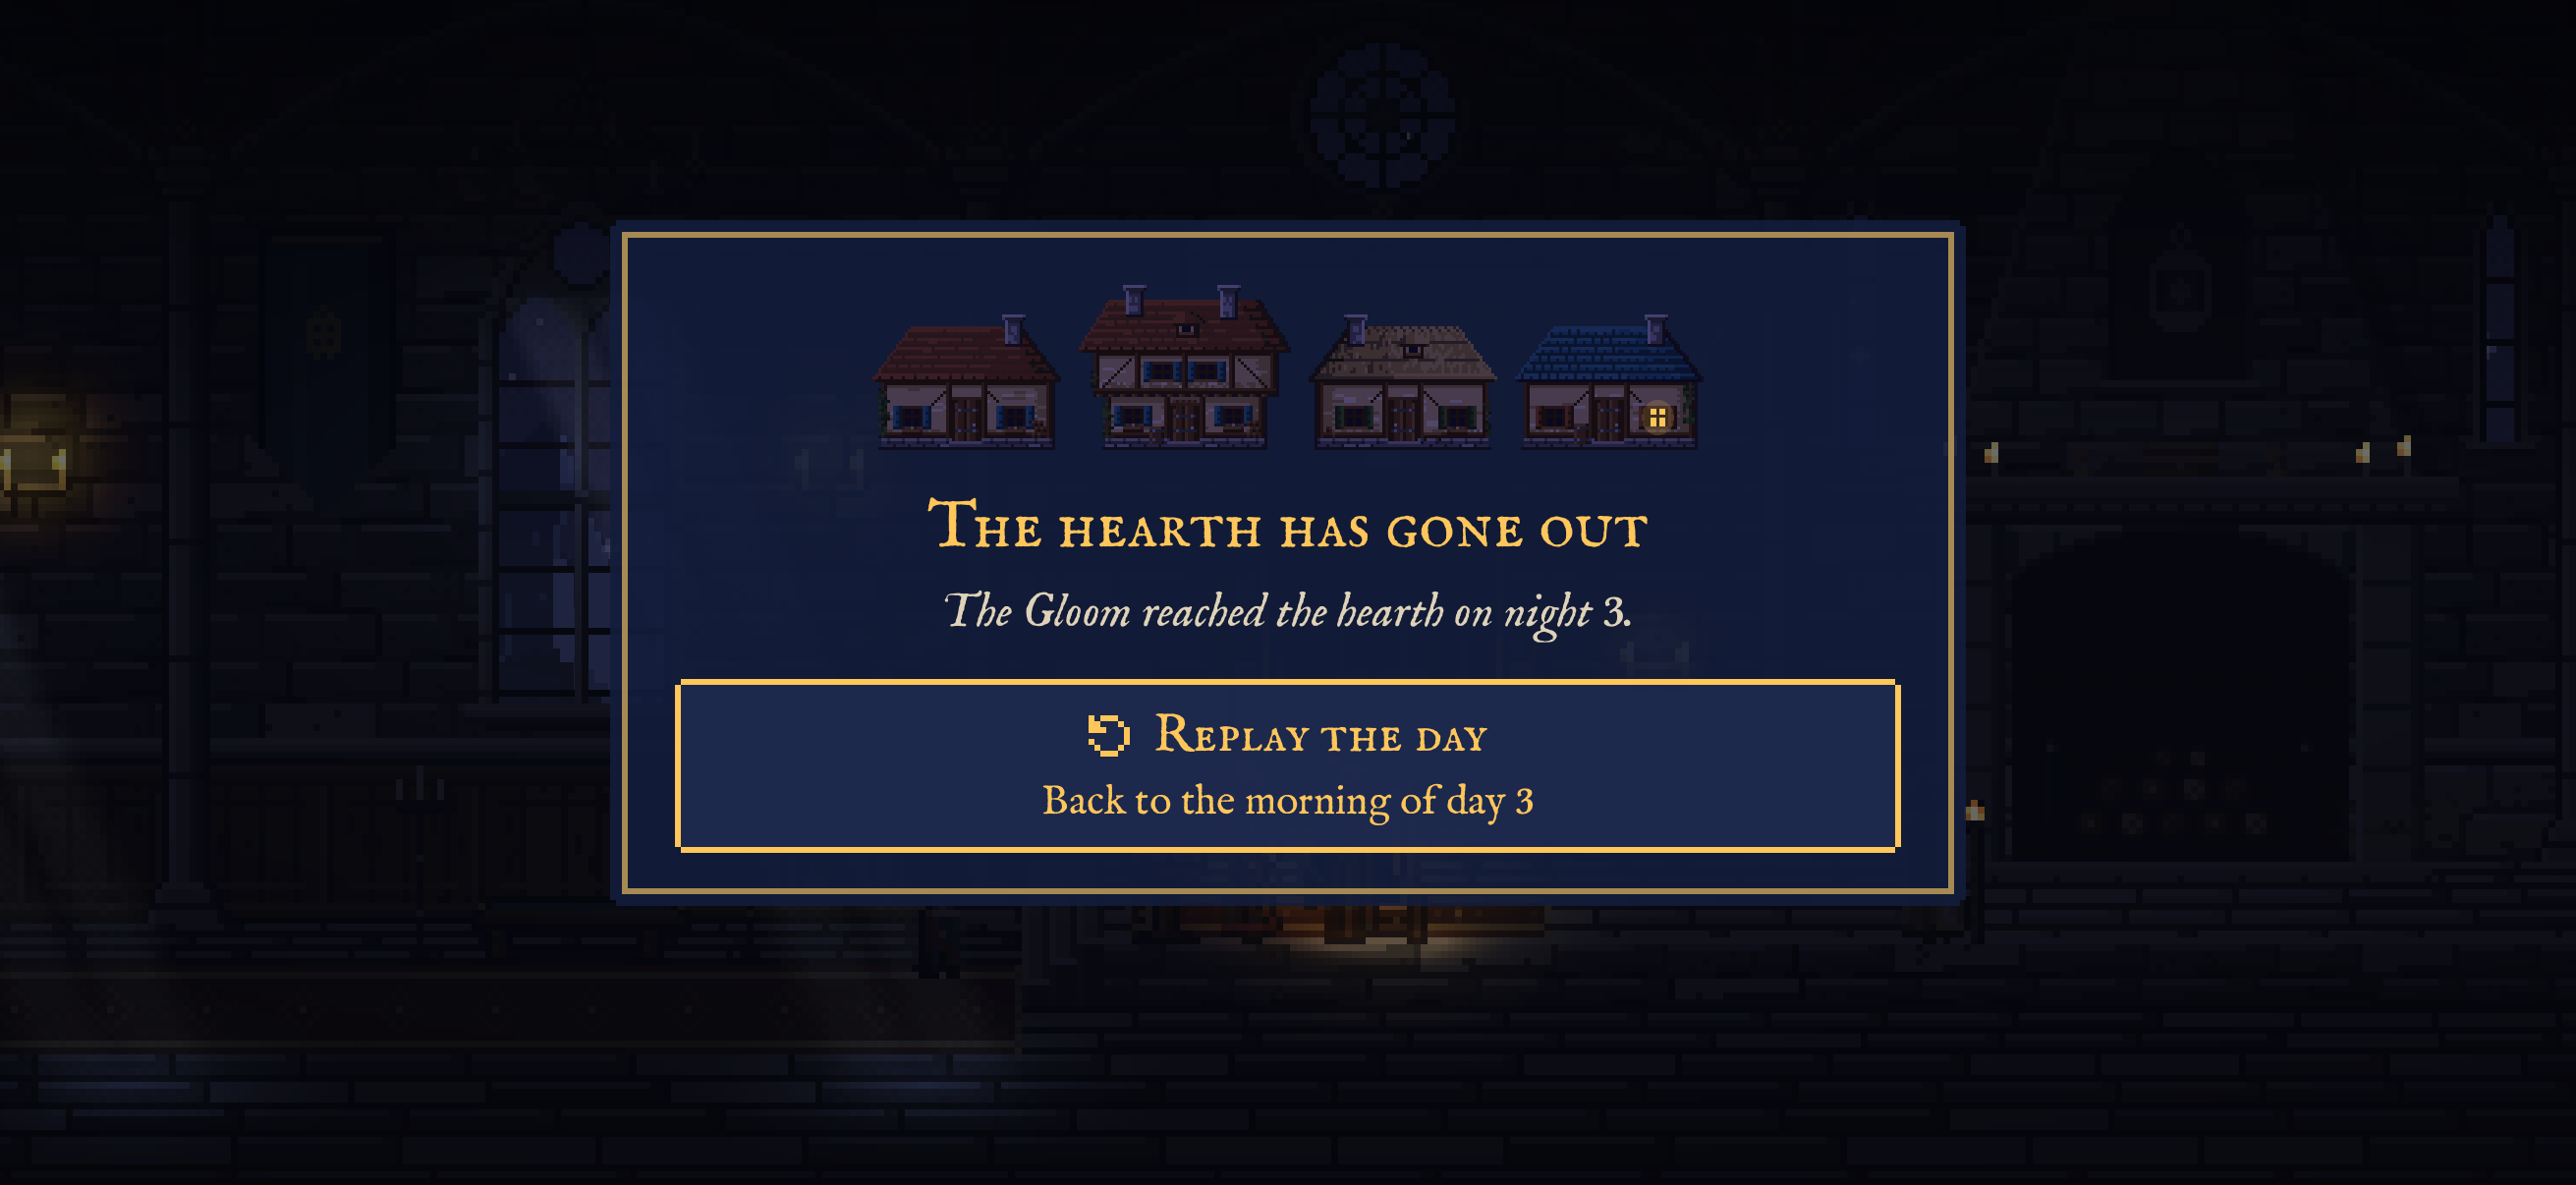 The hearth has gone out
The Gloom reached the hearth on night 3.
Replay the day
Back to the morning of day 3